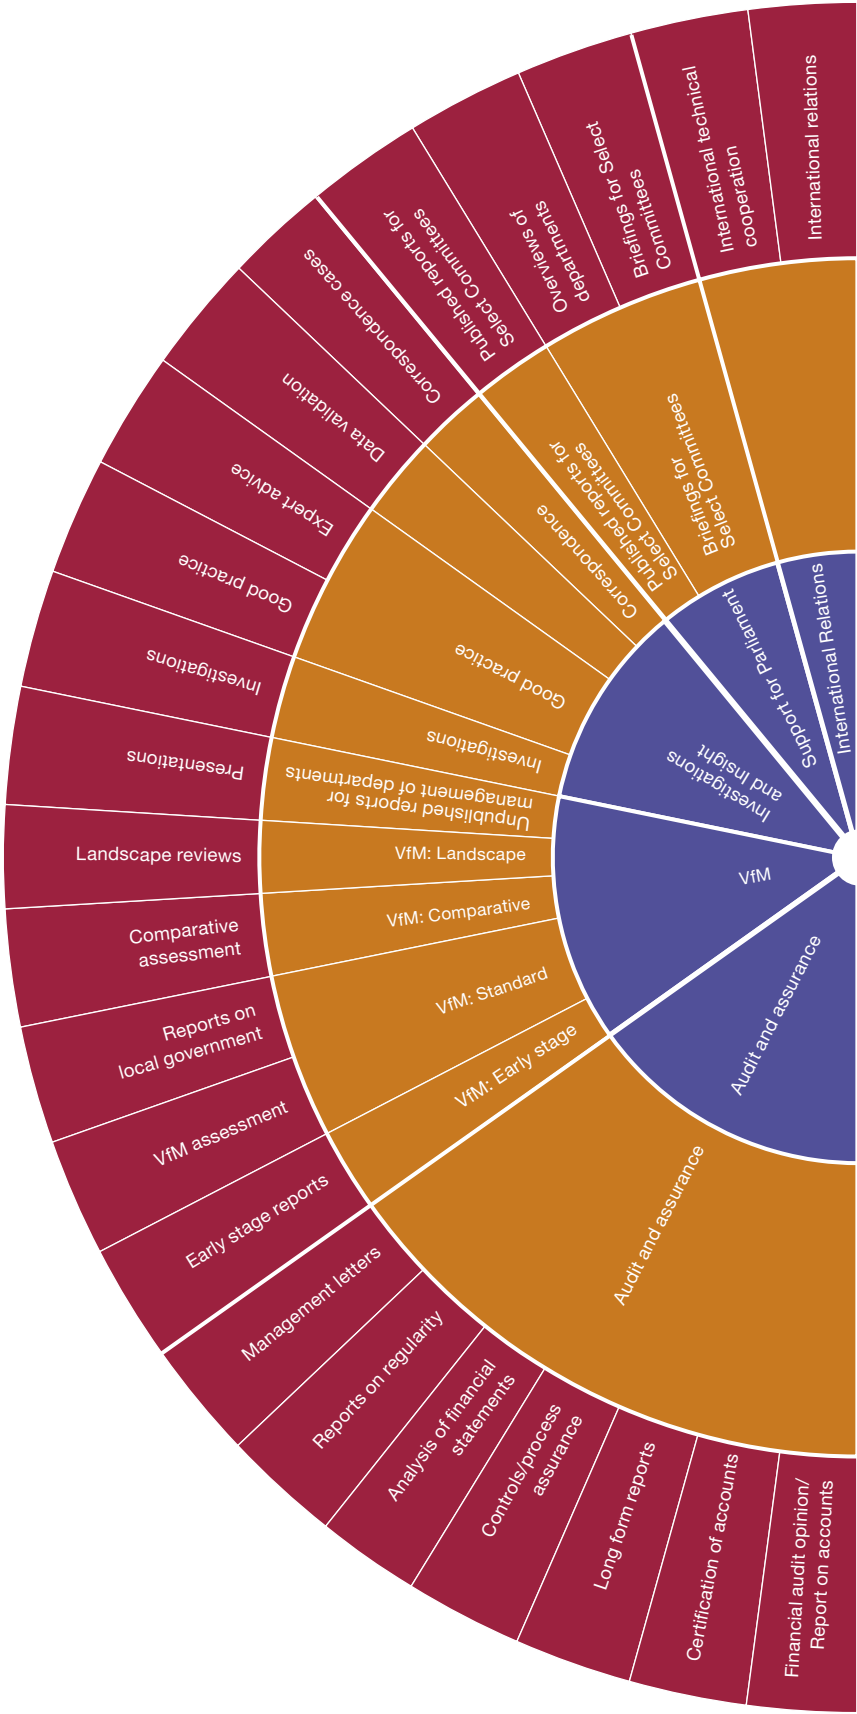 International relations
International technical
cooperation
Briefings for Select
Committees
Overviews of
departments
Published reports for
Select Committees
Correspondence cases
Data validation
Expert advice
Good practice
Investigations
Presentations
Landscape reviews
Comparative
assessment
Reports on
local government
VfM assessment
Early stage reports
Management letters
Reports on regularity
Analysis of financial
statements
Controls/process
assurance
Long form reports
Certification of accounts
Financial audit opinion/
Report on accounts
Briefings for
Select Committees
Published reports for
Select Committees
Correspondence
Good practice
Investigations
Unpublished reports for
management of departments
VfM: Landscape
VfM: Comparative
VfM: Standard
VfM: Early stage
Audit and assurance
International Relations
Support for Parliament
Investigations
and Insight
VfM
Audit and assurance